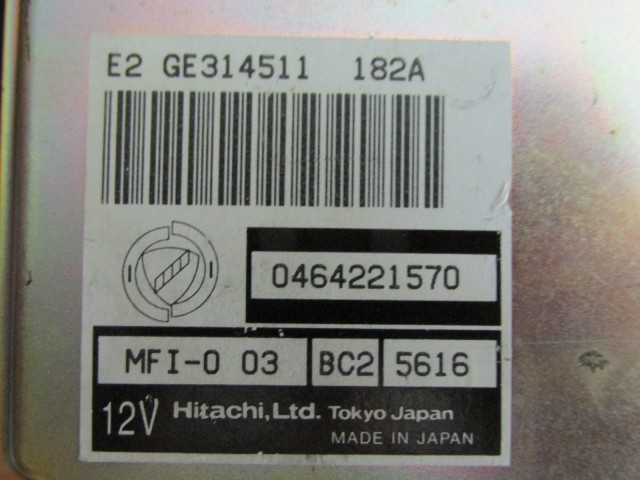 E2 GE314511 182A
0464221570
MFI-0 03 BC2 5616
12V Hitachi,Ltd. Tokyo Japan
MADE IN JAPAN